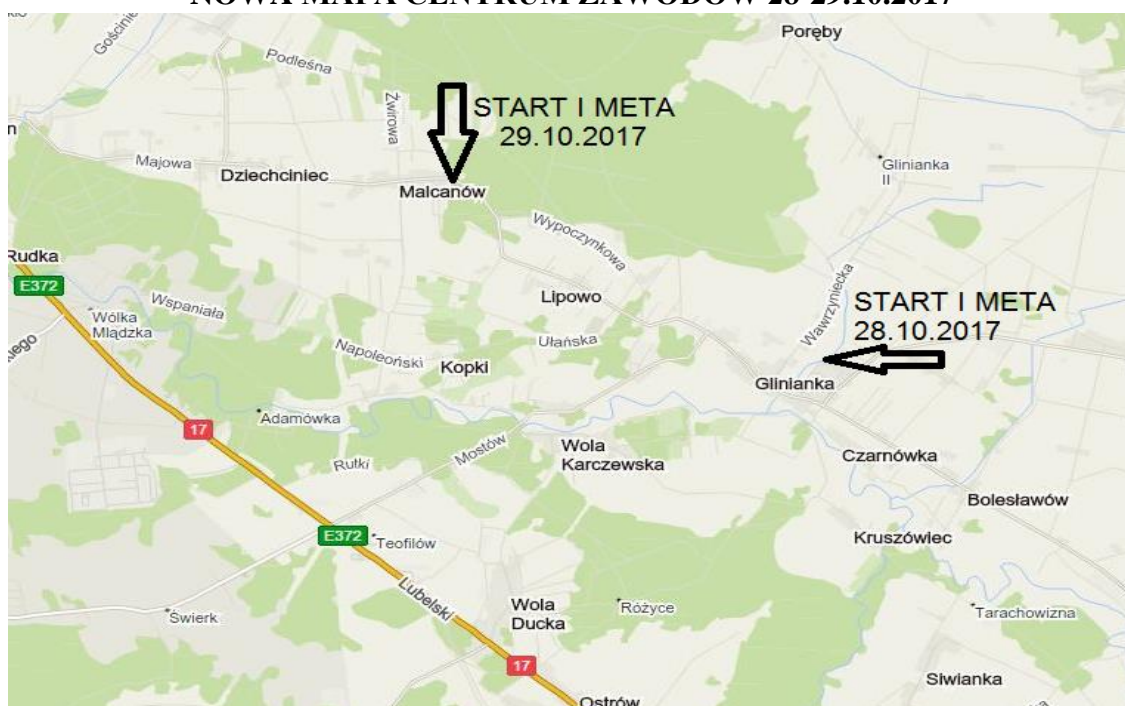 NOWA MAPA CENTRUM ZAWODÓW 28-29.10.2017
Poręby
Podleśna
Żwirowa
START I META
29.10.2017
Majowa
Dziechciniec
Malcanów
Glinianka
II
Wypoczynkowa
Rudka
E372
Wspaniała
Wólka
Mlądzka
Lipowo
Wawrzyniecka
START I META
28.10.2017
Napoleoński
Kopki
Ułańska
Glinianka
Adamówka
17
Rutki
Mostów
Wola
Karczewska
Czarnówka
Bolesławów
E372
Teofilów
Kruszówiec
Lubelski
Świerk
Wola
Ducka
Różyce
Tarachowizna
17
Siwianka
Ostrów